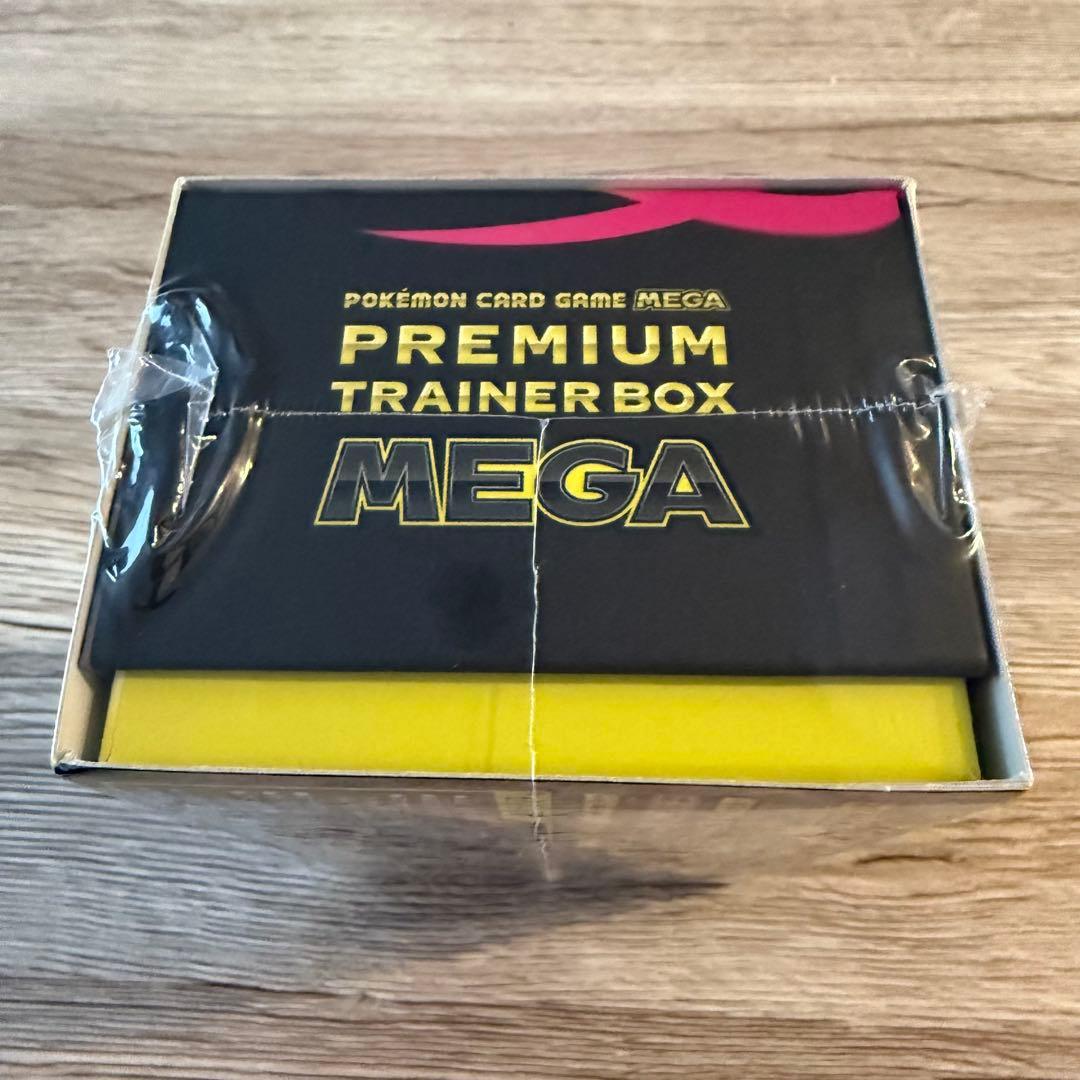 POKÉMON CARD GAME MEGA
PREMIUM
TRAINER BOX
MEGA